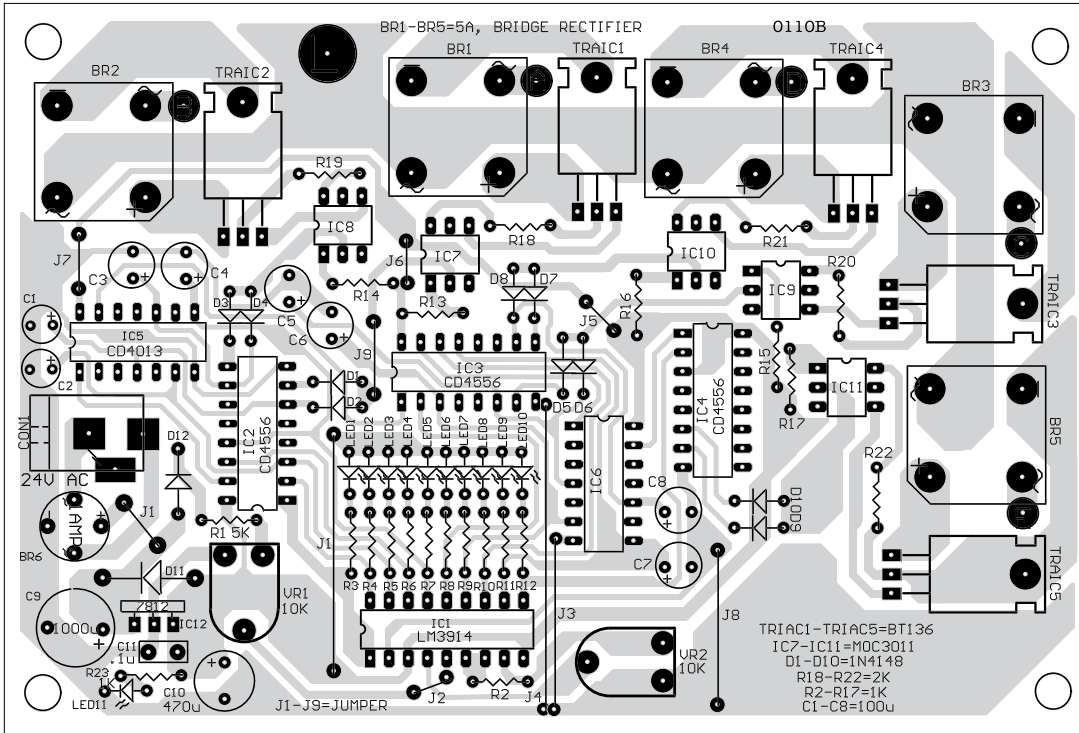 BR1-BR5=5A, BRIDGE RECTIFIER
0110B
BR2
TRAIC2
L
BR1
TRAIC1
BR4
TRAIC4
BR3
B
A
D
R19
IC8
R18
IC7
J6
R14
R13
D8
D7
IC10
R21
R20
IC9
R16
J5
TRAIC3
J7
C3
C4
C1
C2
IC5
CD4013
D3
D4
C5
C6
J9
IC3
CD4556
D5
D6
R15
R17
IC11
IC4
CD4556
BR5
R22
CON1
24V AC
D12
IC2
CD4556
D1
D2
LED1
LED2
LED3
LED4
LED5
LED6
LED7
LED8
LED9
LED10
IC6
C8
C7
D10
D9
J1
LAMP
BR6
R1 5K
J1
D11
7812
IC12
VR1
10K
C9
1000u
C11
.1u
R23
1K
LED11
C10
470u
R3
R4
R5
R6
R7
R8
R9
R10
R11
R12
IC1
LM3914
J3
J8
J2
R2
J4
VR2
10K
TRAIC5
J1-J9=JUMPER
TRIAC1-TRIAC5=BT136
IC7-IC11=MOC3011
D1-D10=1N4148
R18-R22=2K
R2-R17=1K
C1-C8=100u